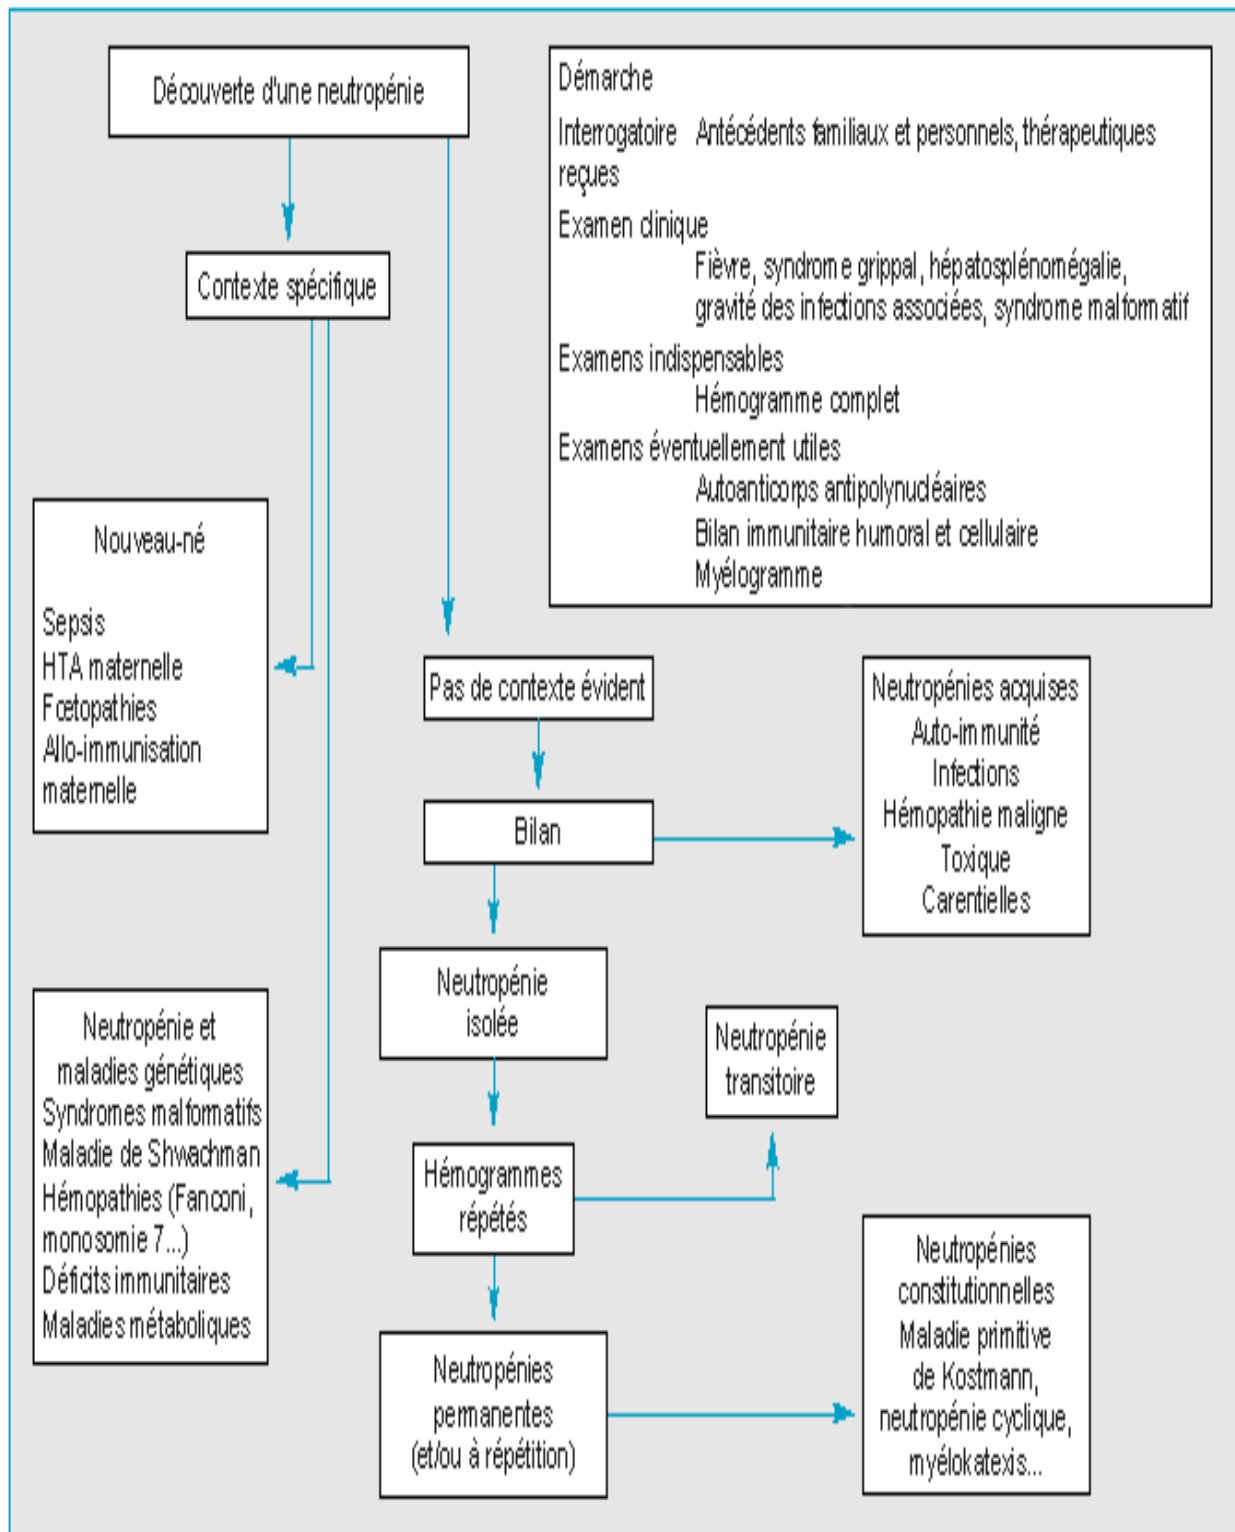 Découverte d'une neutropénie
Démarche
Interrogatoire Antécédents familiaux et personnels, thérapeutiques
reçues
Examen clinique
Fièvre, syndrome grippal, hépatosplénomégalie,
gravité des infections associées, syndrome malformatif
Examens indispensables
Hémogramme complet
Examens éventuellement utiles
Autoanticorps antipolynucléaires
Bilan immunitaire humoral et cellulaire
Myélogramme
Contexte spécifique
Nouveau-né
Sepsis
HTA maternelle
Fœtopathies
Allo-immunisation
maternelle
Pas de contexte évident
Bilan
Neutropénies acquises
Auto-immunité
Infections
Hémopathie maligne
Toxique
Carentielles
Neutropénie
isolée
Neutropénie et
maladies génétiques
Syndromes malformatifs
Maladie de Shwachman
Hémopathies (Fanconi,
monosomie 7...)
Déficits immunitaires
Maladies métaboliques
Neutropénie
transitoire
Hémogrammes
répétés
Neutropénies
permanentes
(et/ou à répétition)
Neutropénies
constitutionnelles
Maladie primitive
de Kostmann,
neutropénie cyclique,
myélokatexis...